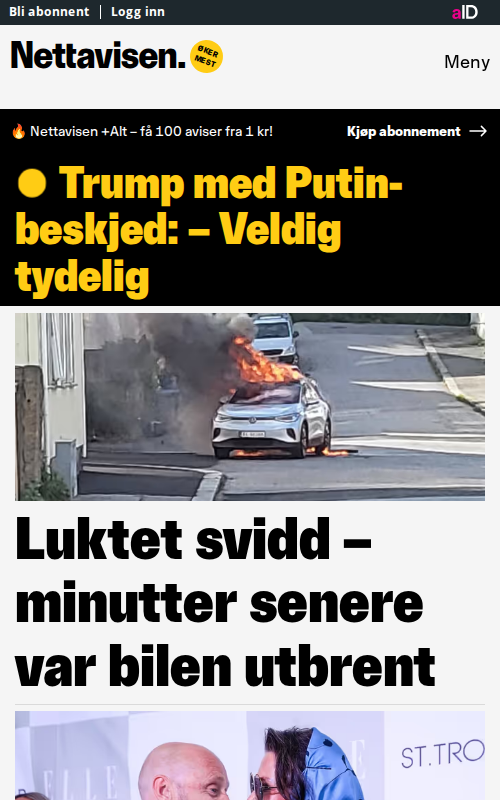 Bli abonnent | Logg inn
aID
Nettavisen.
ØKER
MEST
Meny
🔥 Nettavisen +Alt – få 100 aviser fra 1 kr!
Kjøp abonnement →
Trump med Putin-
beskjed: – Veldig
tydelig
Luktet svidd –
minutter senere
var bilen utbrent
ELLE
ST.TRO